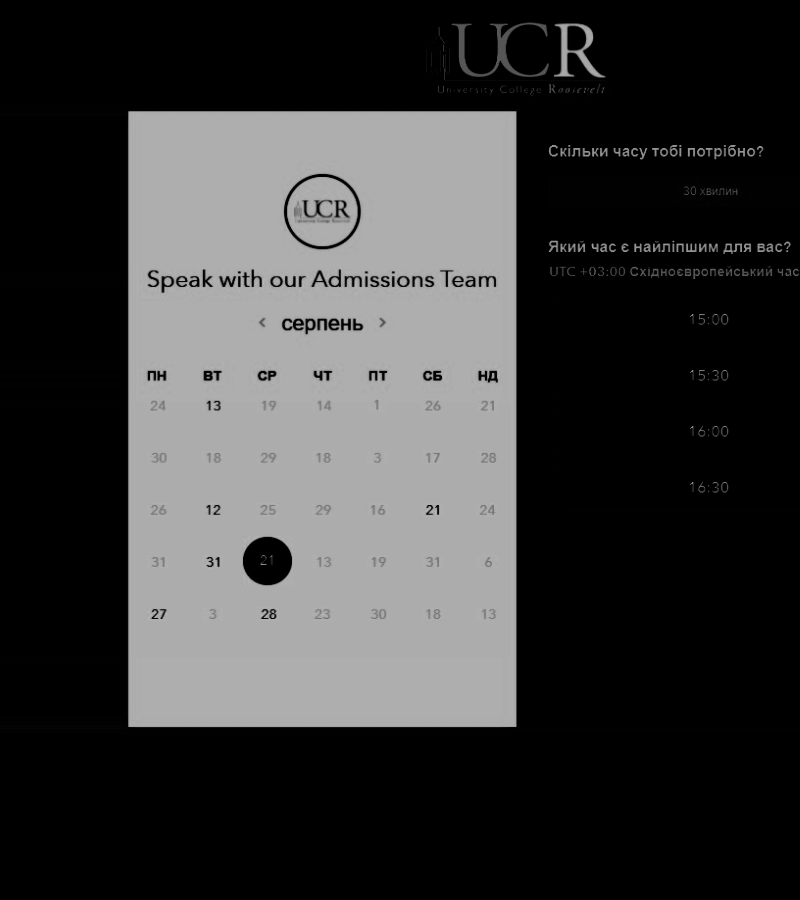 UCR
University College Roosevelt
UCR
Speak with our Admissions Team
< серпень >
ПН ВТ СР ЧТ ПТ СБ НД
24 13 19 14 1 26 21
30 18 29 18 3 17 28
26 12 25 29 16 21 24
31 31 21 13 19 31 6
27 3 28 23 30 18 13
Скільки часу тобі потрібно?
30 хвилин
Який час є найліпшим для вас?
UTC +03:00 Східноєвропейський час
15:00
15:30
16:00
16:30